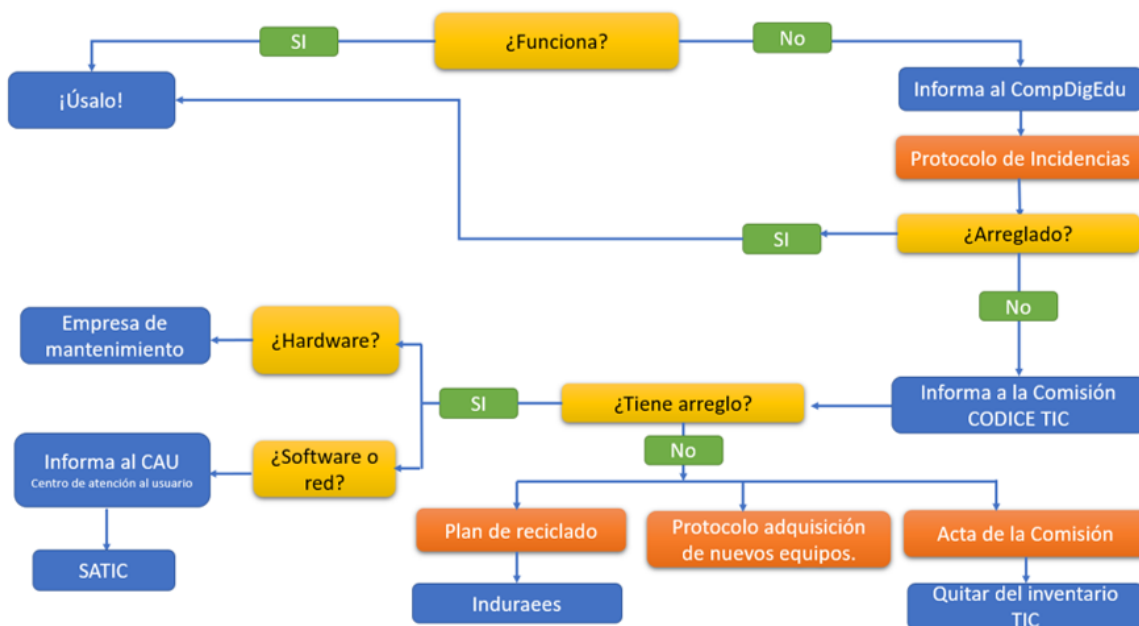 SI
¿Funciona?
No
¡Úsalo!
Informa al CompDigEdu
Protocolo de Incidencias
SI
¿Arreglado?
No
Empresa de
mantenimiento
¿Hardware?
SI
¿Tiene arreglo?
Informa a la Comisión
CODICE TIC
No
Informa al CAU
Centro de atención al usuario
¿Software o
red?
Plan de reciclado
Protocolo adquisición
de nuevos equipos.
Acta de la Comisión
SATIC
Induraees
Quitar del inventario
TIC